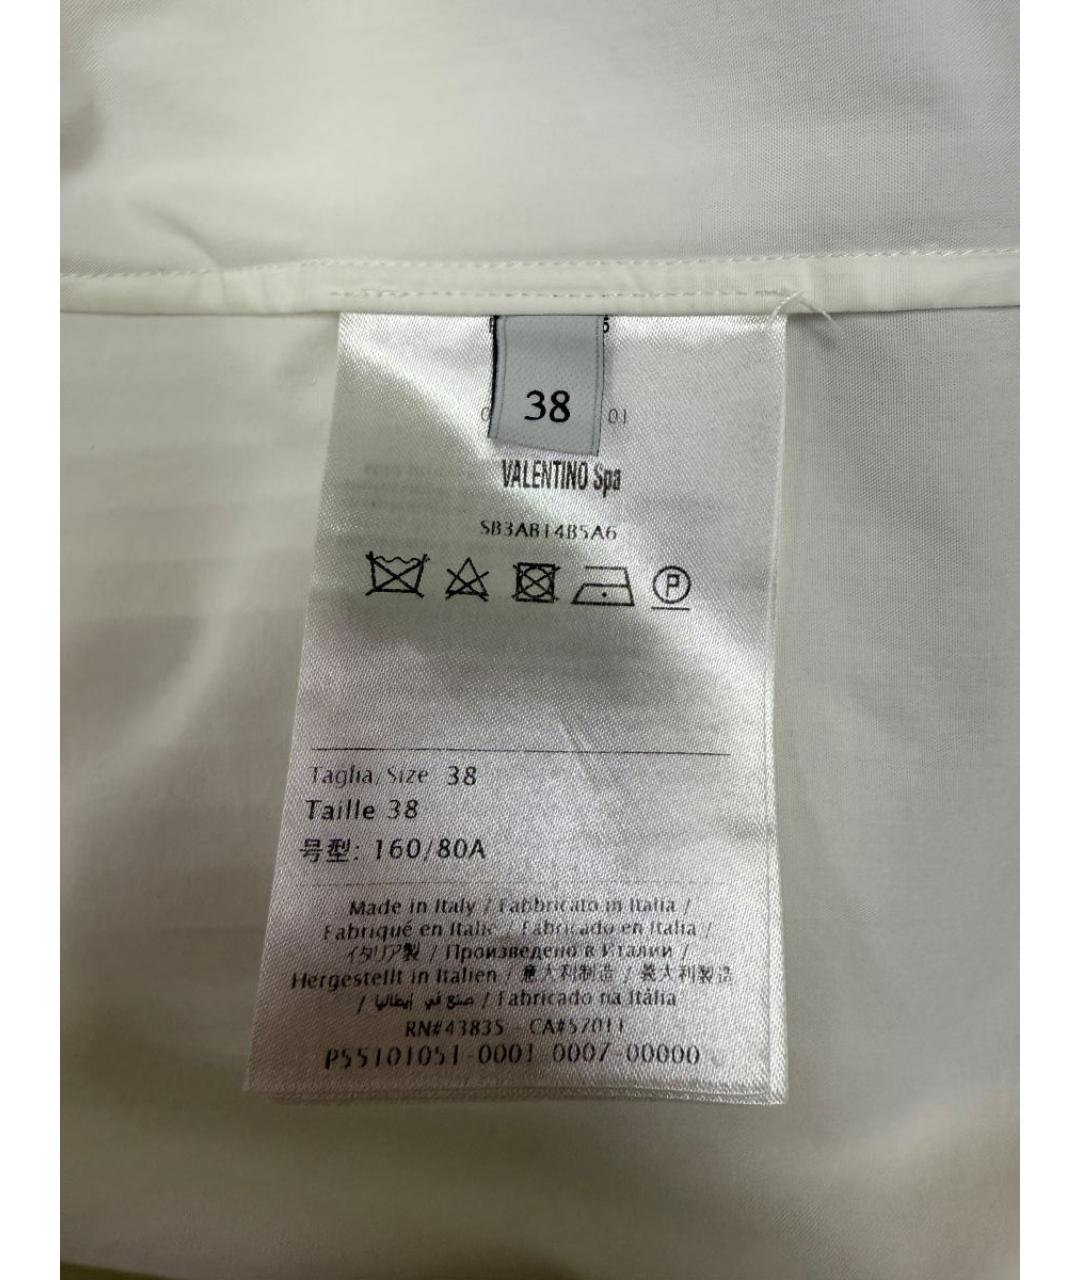 38
01
VALENTINO Spa
SB3AB14B5A6
P
Taglia/Size 38
Taille 38
号型: 160/80A
Made in Italy / Fabbricato in Italia /
Fabriqué en Italie / Fabricado en Italia /
イタリア製 / Произведено в Италии /
Hergestellt in Italien / 意大利制造 / 義大利製造
/ صنع في إيطاليا / Fabricado na Itália
RN#43835 - CA#57011
P55101051-0001-0007-00000